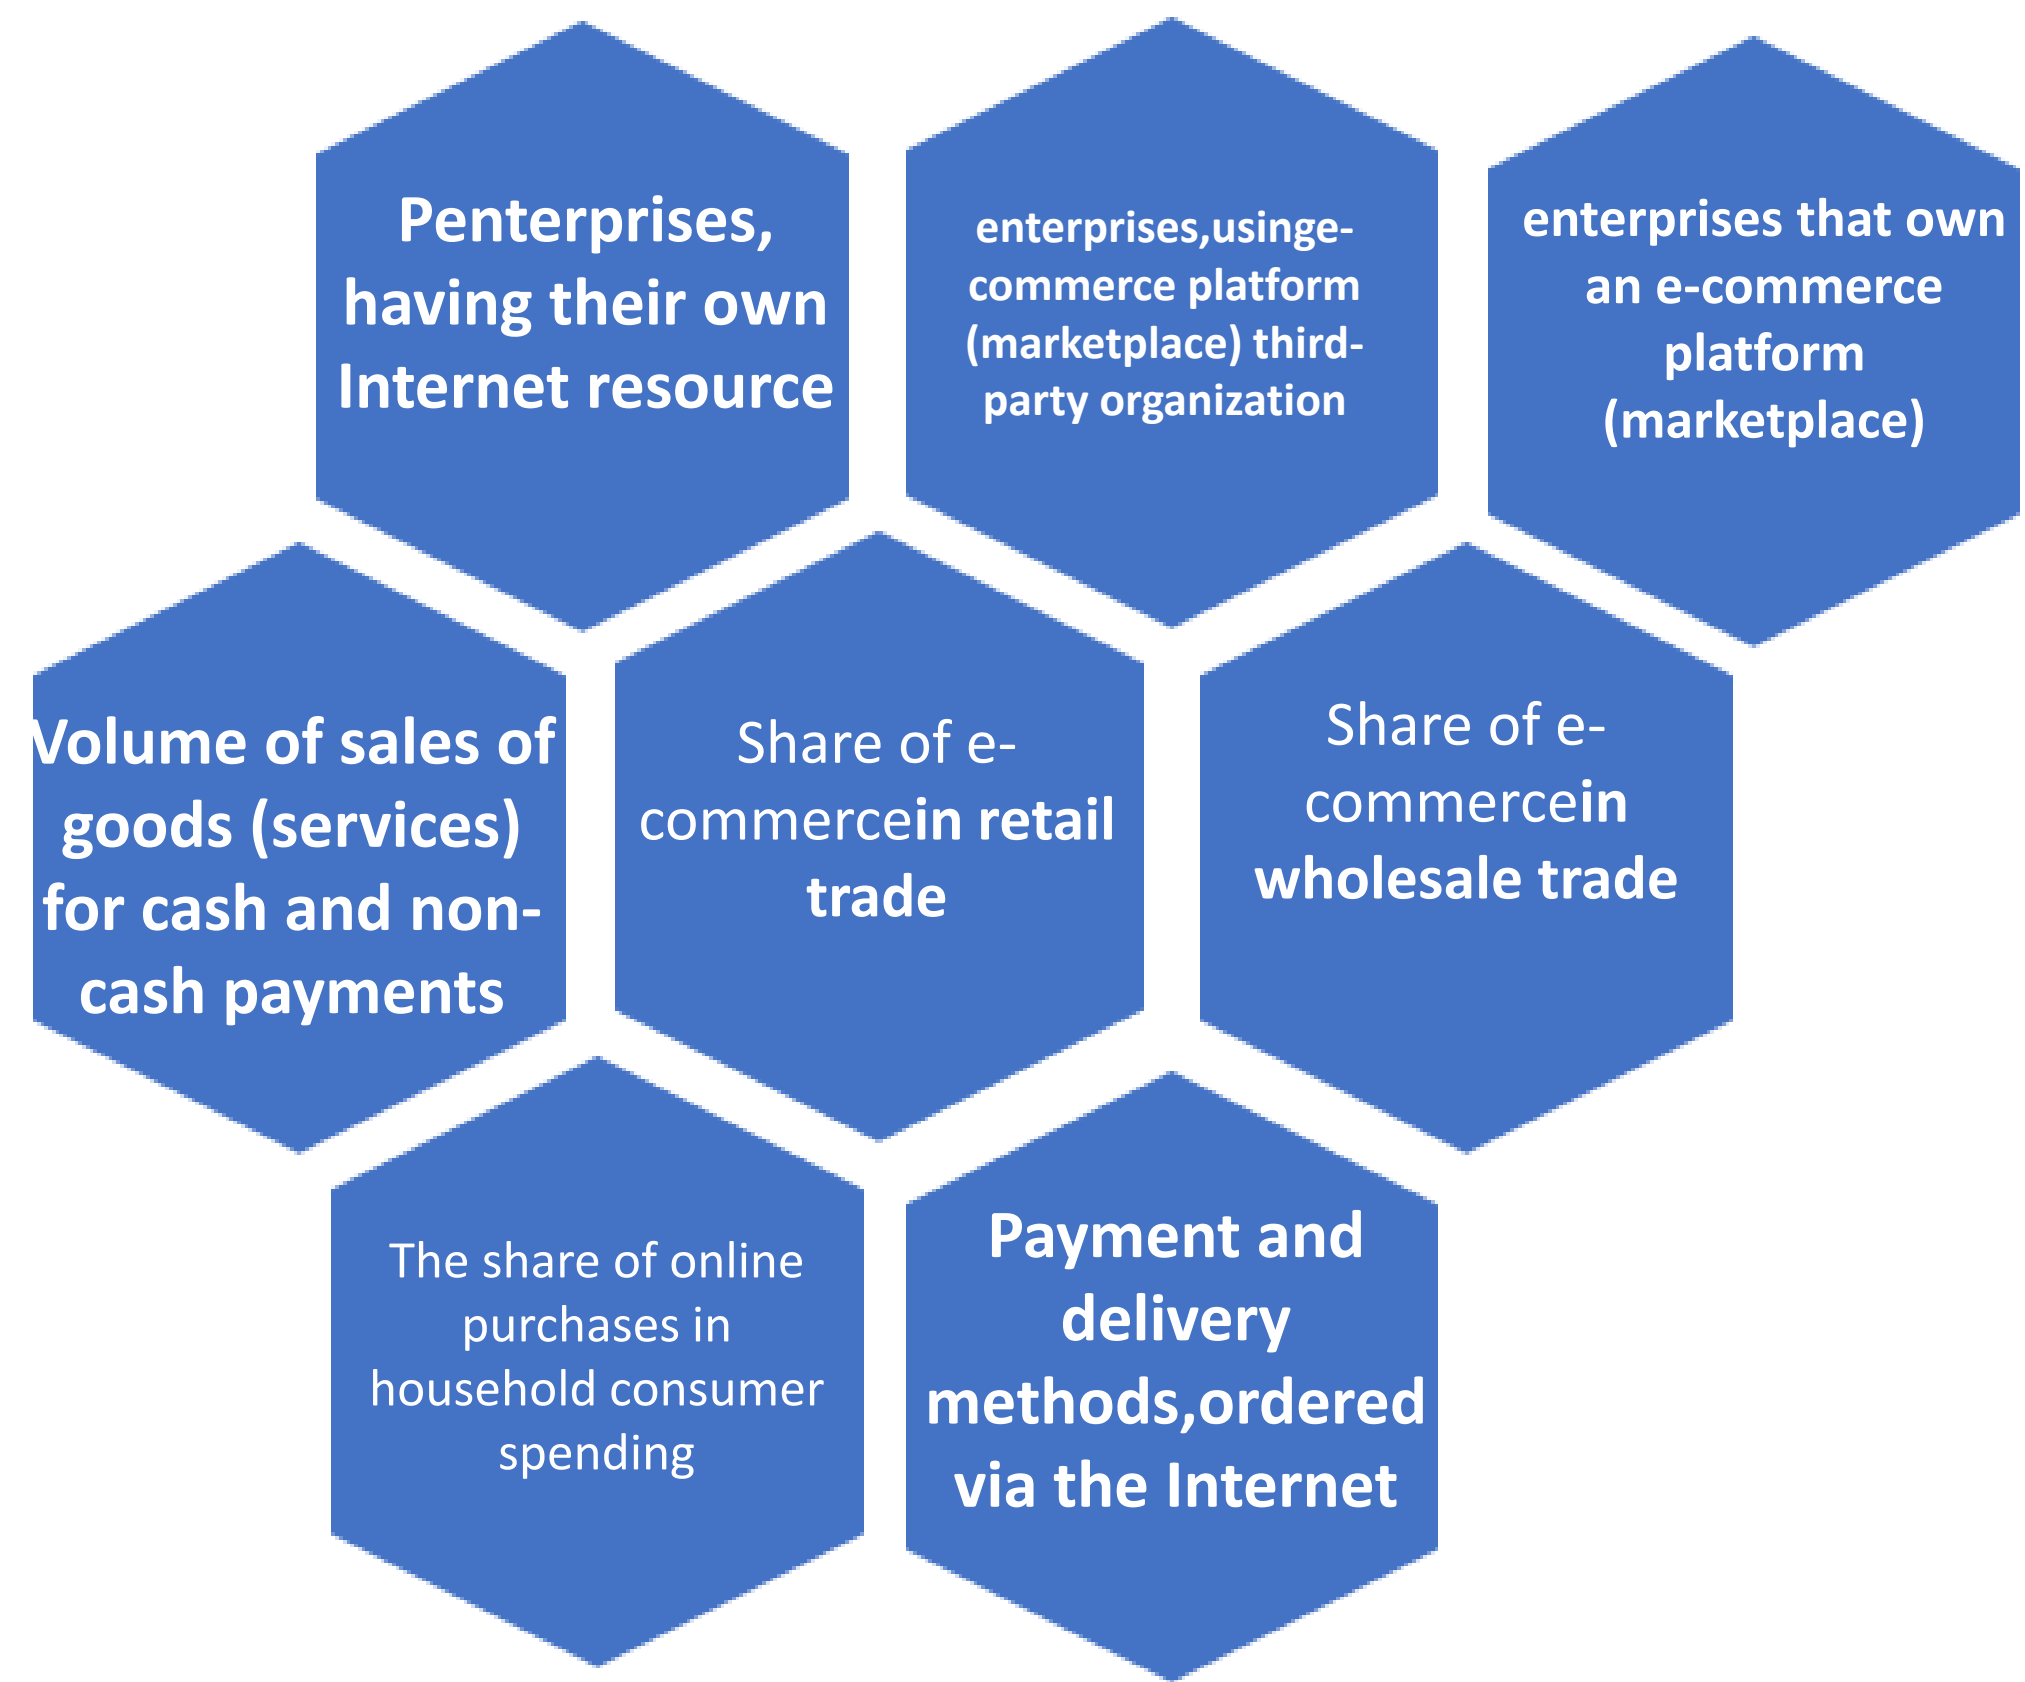 Penterprises,
having their own
Internet resource
enterprises,usinge-
commerce platform
(marketplace) third-
party organization
enterprises that own
an e-commerce
platform
(marketplace)
Volume of sales of
goods (services)
for cash and non-
cash payments
Share of e-
commercein retail
trade
Share of e-
commercein
wholesale trade
The share of online
purchases in
household consumer
spending
Payment and
delivery
methods,ordered
via the Internet